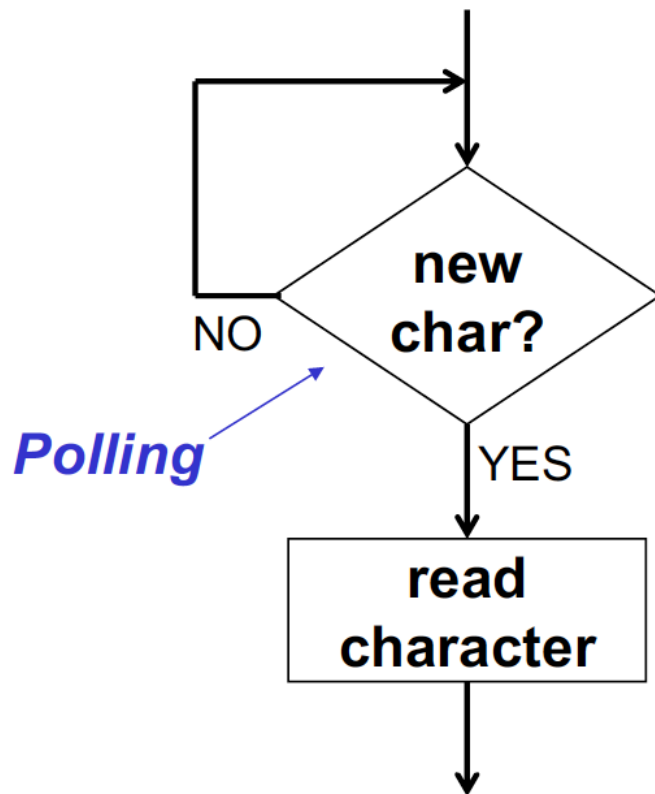 new
char?
NO
Polling
YES
read
character